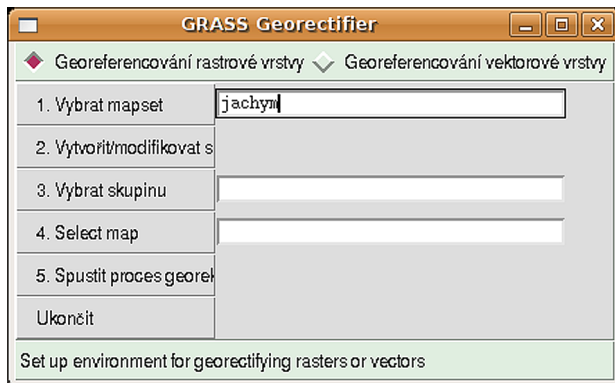 GRASS Georectifier
Georeferencování rastrové vrstvy Georeferencování vektorové vrstvy
1. Vybrat mapset jachym
2. Vytvořit/modifikovat s
3. Vybrat skupinu
4. Select map
5. Spustit proces georek
Ukončit
Set up environment for georectifying rasters or vectors